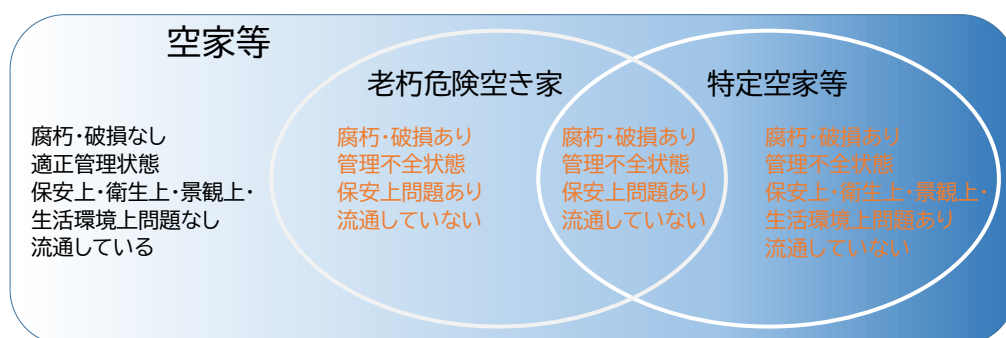 空家等
老朽危険空き家
特定空家等
腐朽・破損なし
適正管理状態
保安上・衛生上・景観上・
生活環境上問題なし
流通している
腐朽・破損あり
管理不全状態
保安上問題あり
流通していない
腐朽・破損あり
管理不全状態
保安上問題あり
流通していない
腐朽・破損あり
管理不全状態
保安上・衛生上・景観上・
生活環境上問題あり
流通していない